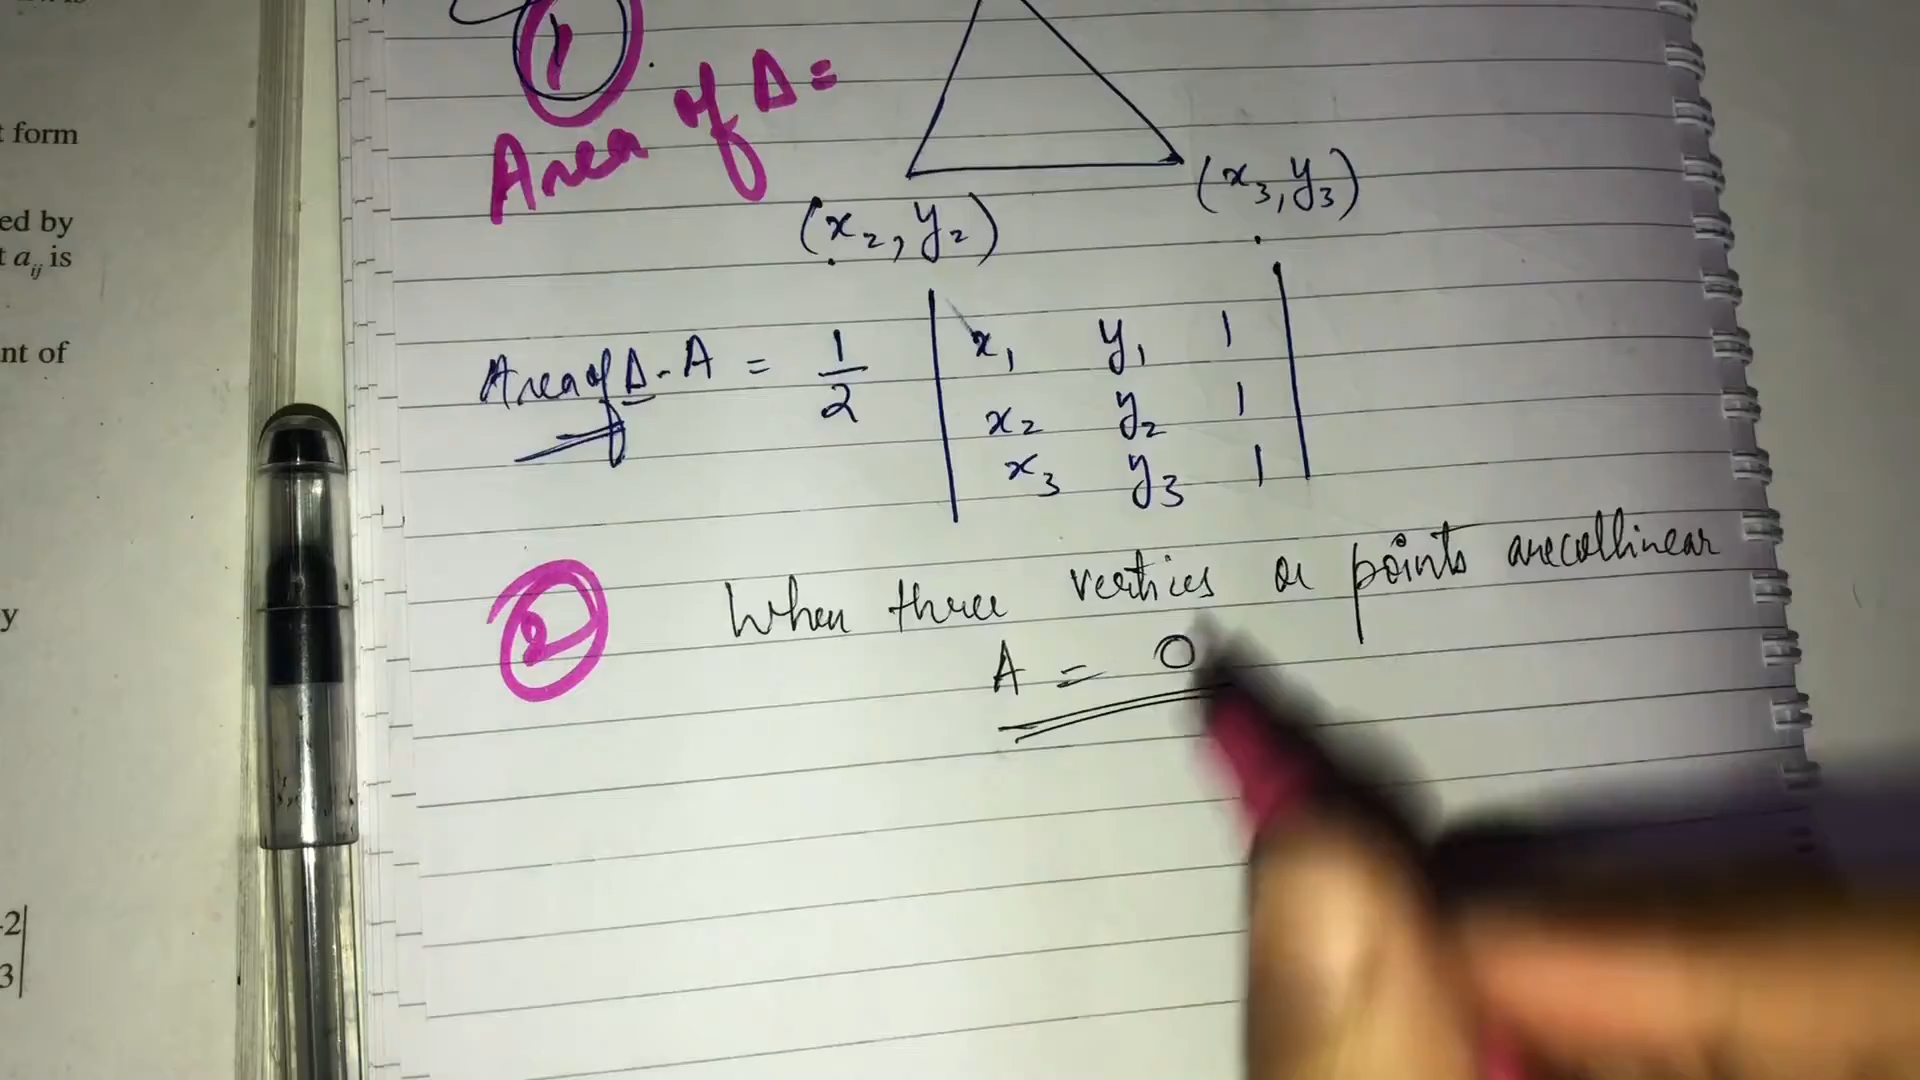 1
Area of Δ =
(x₂, y₂)
(x₃, y₃)
Area of Δ - A = 1/2 | x₁ y₁ 1 |
| x₂ y₂ 1 |
| x₃ y₃ 1 |
2 When three vertices or points are collinear
A = 0
form
ed by
a_ij is
nt of
y
-2|
3|